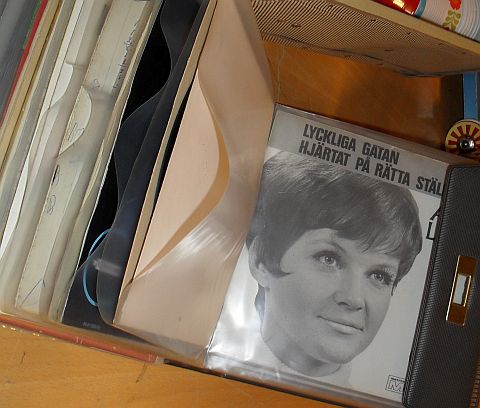 LYCKLIGA GATAN
HJÄRTAT PÅ RÄTTA STÄL